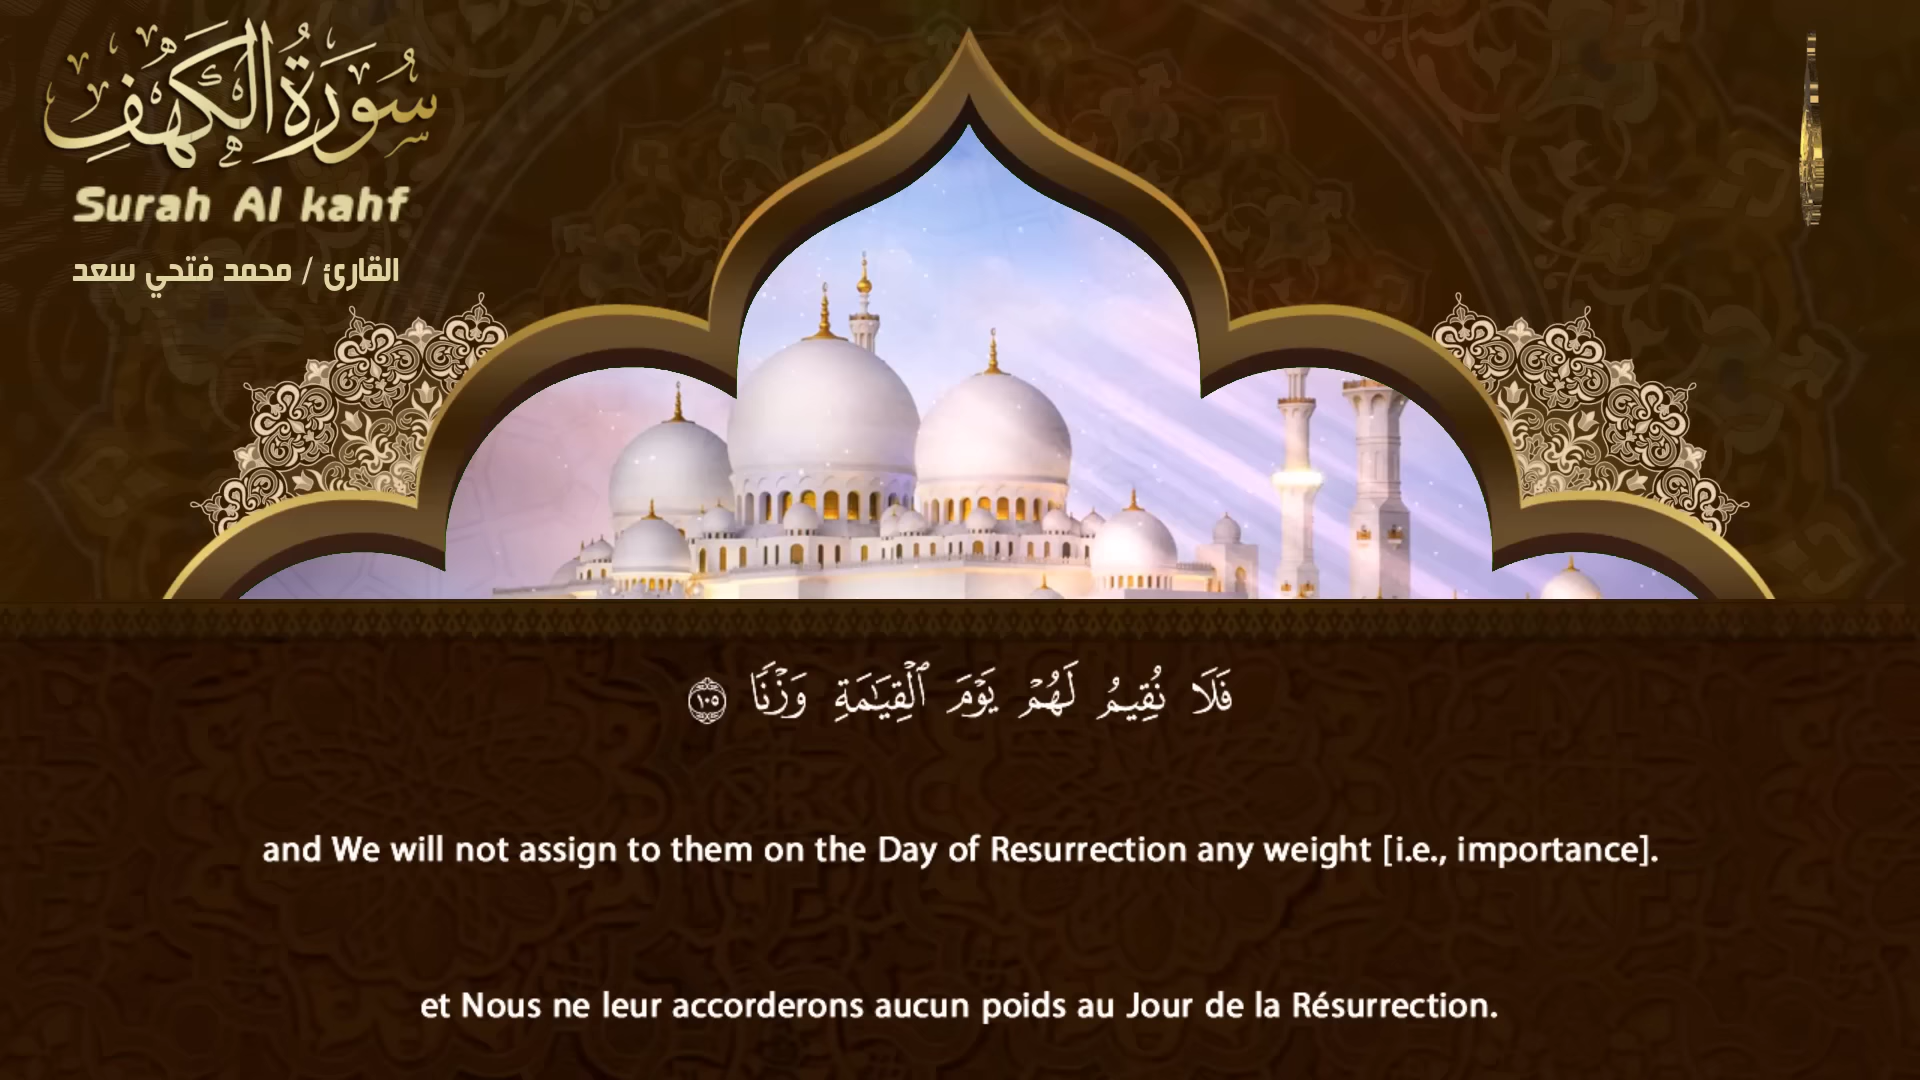 سُورَةُ الْكَهْفِ
Surah Al kahf
القارئ / محمد فتحي سعد
فَلَا نُقِيمُ لَهُمْ يَوْمَ ٱلْقِيَـٰمَةِ وَزْنًا ١٠٥
and We will not assign to them on the Day of Resurrection any weight [i.e., importance].
et Nous ne leur accorderons aucun poids au Jour de la Résurrection.